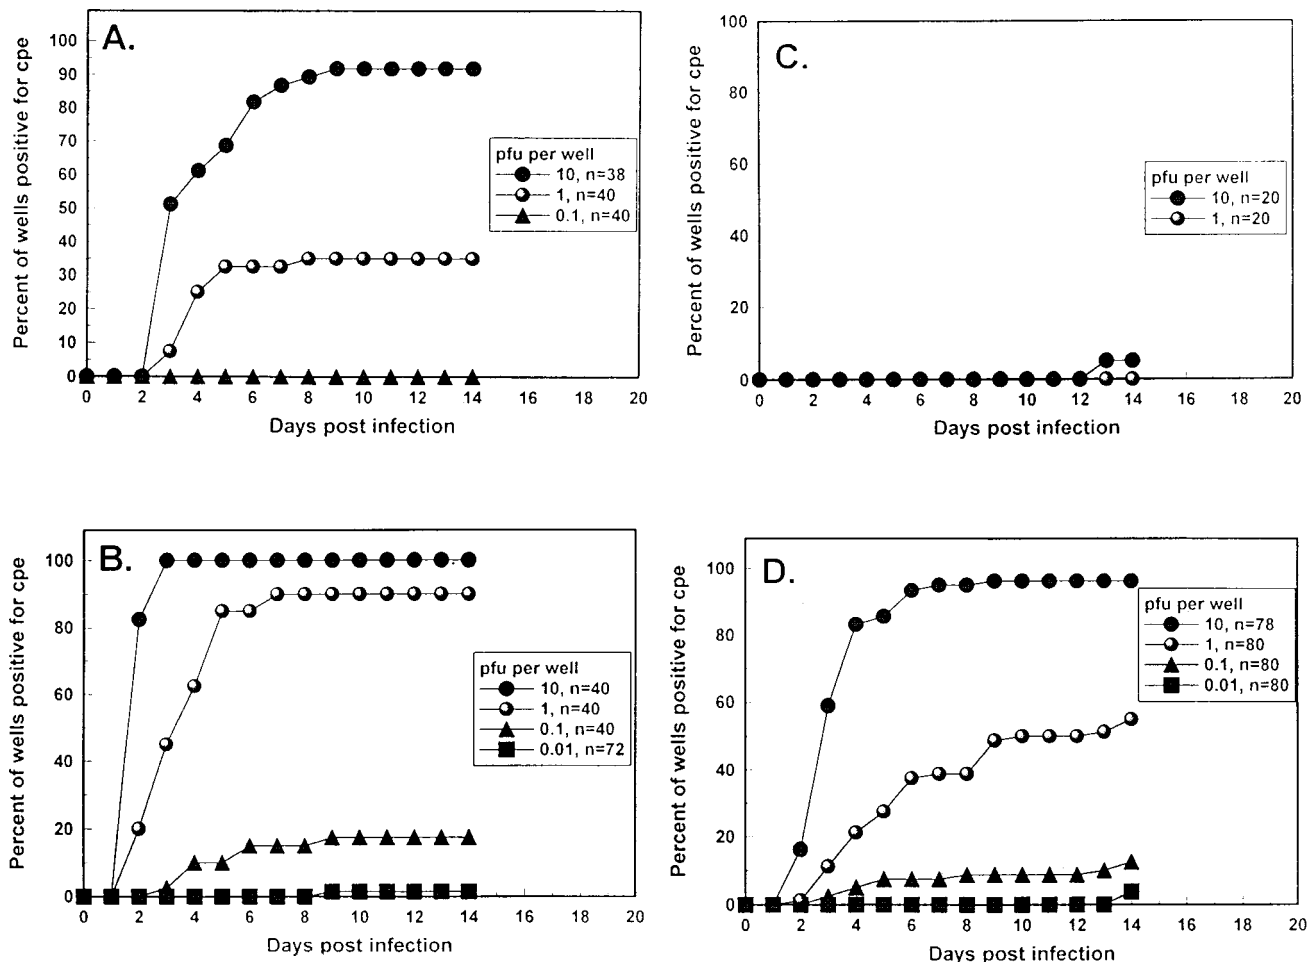 A.
Percent of wells positive for cpe
100
90
80
70
60
50
40
30
20
10
0
0 2 4 6 8 10 12 14 16 18 20
Days post infection
pfu per well
10, n=38
1, n=40
0.1, n=40
C.
Percent of wells positive for cpe
100
80
60
40
20
0
0 2 4 6 8 10 12 14 16 18 20
Days post infection
pfu per well
10, n=20
1, n=20
B.
Percent of wells positive for cpe
100
80
60
40
20
0
0 2 4 6 8 10 12 14 16 18 20
Days post infection
pfu per well
10, n=40
1, n=40
0.1, n=40
0.01, n=72
D.
Percent of wells positive for cpe
100
80
60
40
20
0
0 2 4 6 8 10 12 14 16 18 20
Days post infection
pfu per well
10, n=78
1, n=80
0.1, n=80
0.01, n=80